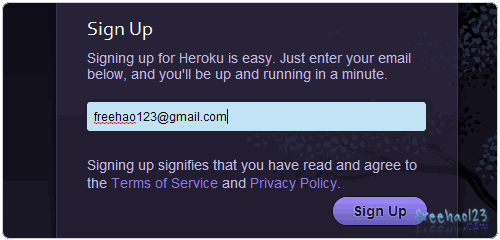 Sign Up
Signing up for Heroku is easy. Just enter your email
below, and you'll be up and running in a minute.
freehao123@gmail.com
Signing up signifies that you have read and agree to
the Terms of Service and Privacy Policy.
Sign Up
freehao123